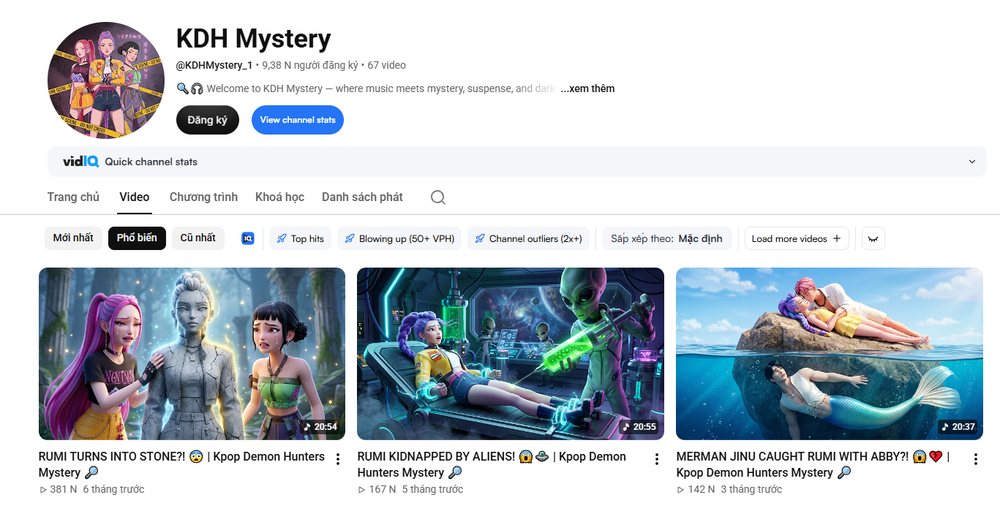 KDH Mystery
@KDHMystery_1 • 9,38 N người đăng ký • 67 video
🔍🎧 Welcome to KDH Mystery — where music meets mystery, suspense, and dark ...xem thêm
Đăng ký
View channel stats
vidIQ Quick channel stats
Trang chủ Video Chương trình Khoá học Danh sách phát
Mới nhất Phổ biến Cũ nhất IQ Top hits Blowing up (50+ VPH) Channel outliers (2x+) Sắp xếp theo: Mặc định Load more videos +
20:54
20:55
20:37
RUMI TURNS INTO STONE?! 😨 | Kpop Demon Hunters
Mystery 🔎
▷ 381 N 6 tháng trước
RUMI KIDNAPPED BY ALIENS! 😱🛸 | Kpop Demon
Hunters Mystery 🔎
▷ 167 N 5 tháng trước
MERMAN JINU CAUGHT RUMI WITH ABBY?! 😱💔 |
Kpop Demon Hunters Mystery 🔎
▷ 142 N 3 tháng trước